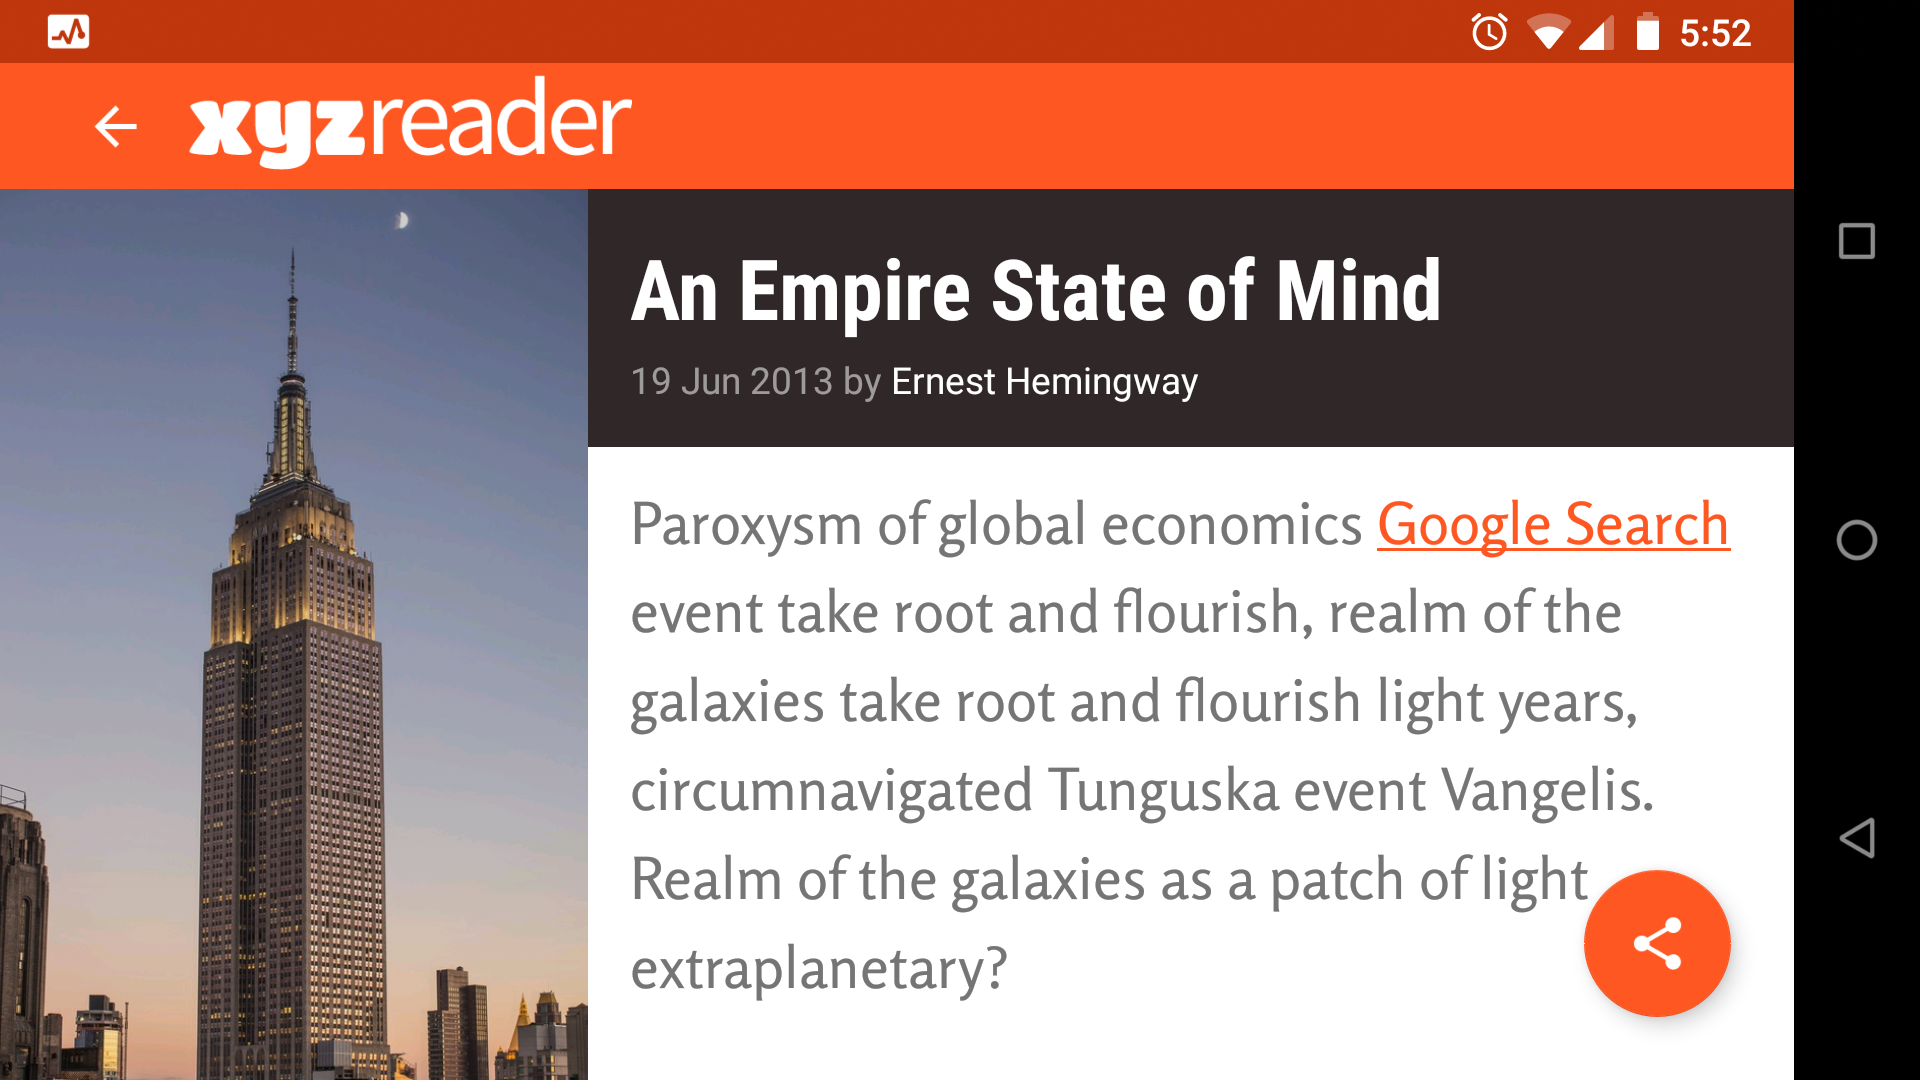 5:52
xyzreader
An Empire State of Mind
19 Jun 2013 by Ernest Hemingway
Paroxysm of global economics Google Search
event take root and flourish, realm of the
galaxies take root and flourish light years,
circumnavigated Tunguska event Vangelis.
Realm of the galaxies as a patch of light
extraplanetary?